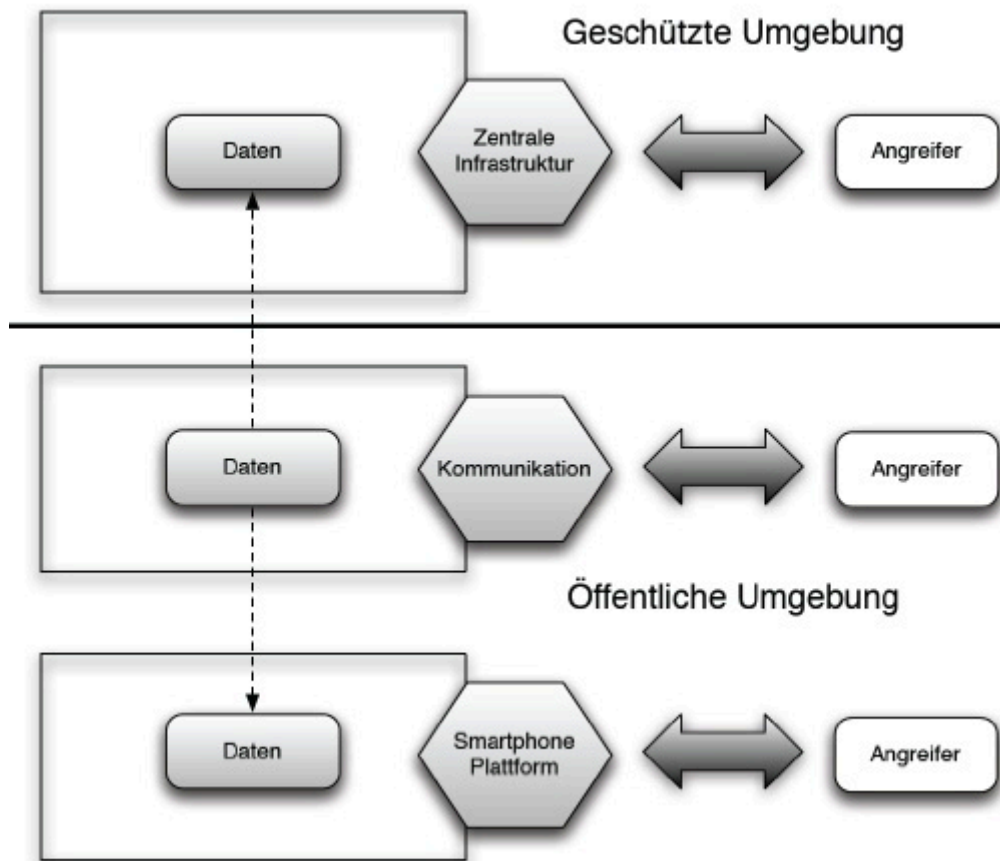 Geschützte Umgebung
Daten
Zentrale
Infrastruktur
Angreifer
Daten
Kommunikation
Angreifer
Öffentliche Umgebung
Daten
Smartphone
Plattform
Angreifer